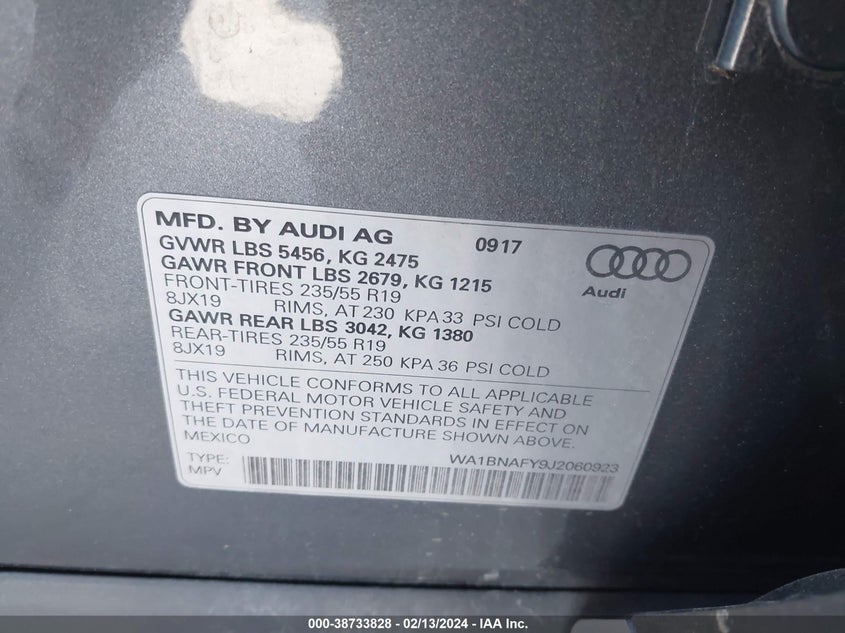 MFD. BY AUDI AG 0917
GVWR LBS 5456, KG 2475
GAWR FRONT LBS 2679, KG 1215
FRONT-TIRES 235/55 R19
8JX19 RIMS, AT 230 KPA 33 PSI COLD
GAWR REAR LBS 3042, KG 1380
REAR-TIRES 235/55 R19
8JX19 RIMS, AT 250 KPA 36 PSI COLD
Audi
THIS VEHICLE CONFORMS TO ALL APPLICABLE
U.S. FEDERAL MOTOR VEHICLE SAFETY AND
THEFT PREVENTION STANDARDS IN EFFECT ON
THE DATE OF MANUFACTURE SHOWN ABOVE.
MEXICO
TYPE: WA1BNAFY9J2060923
MPV
000-38733828 - 02/13/2024 - IAA Inc.